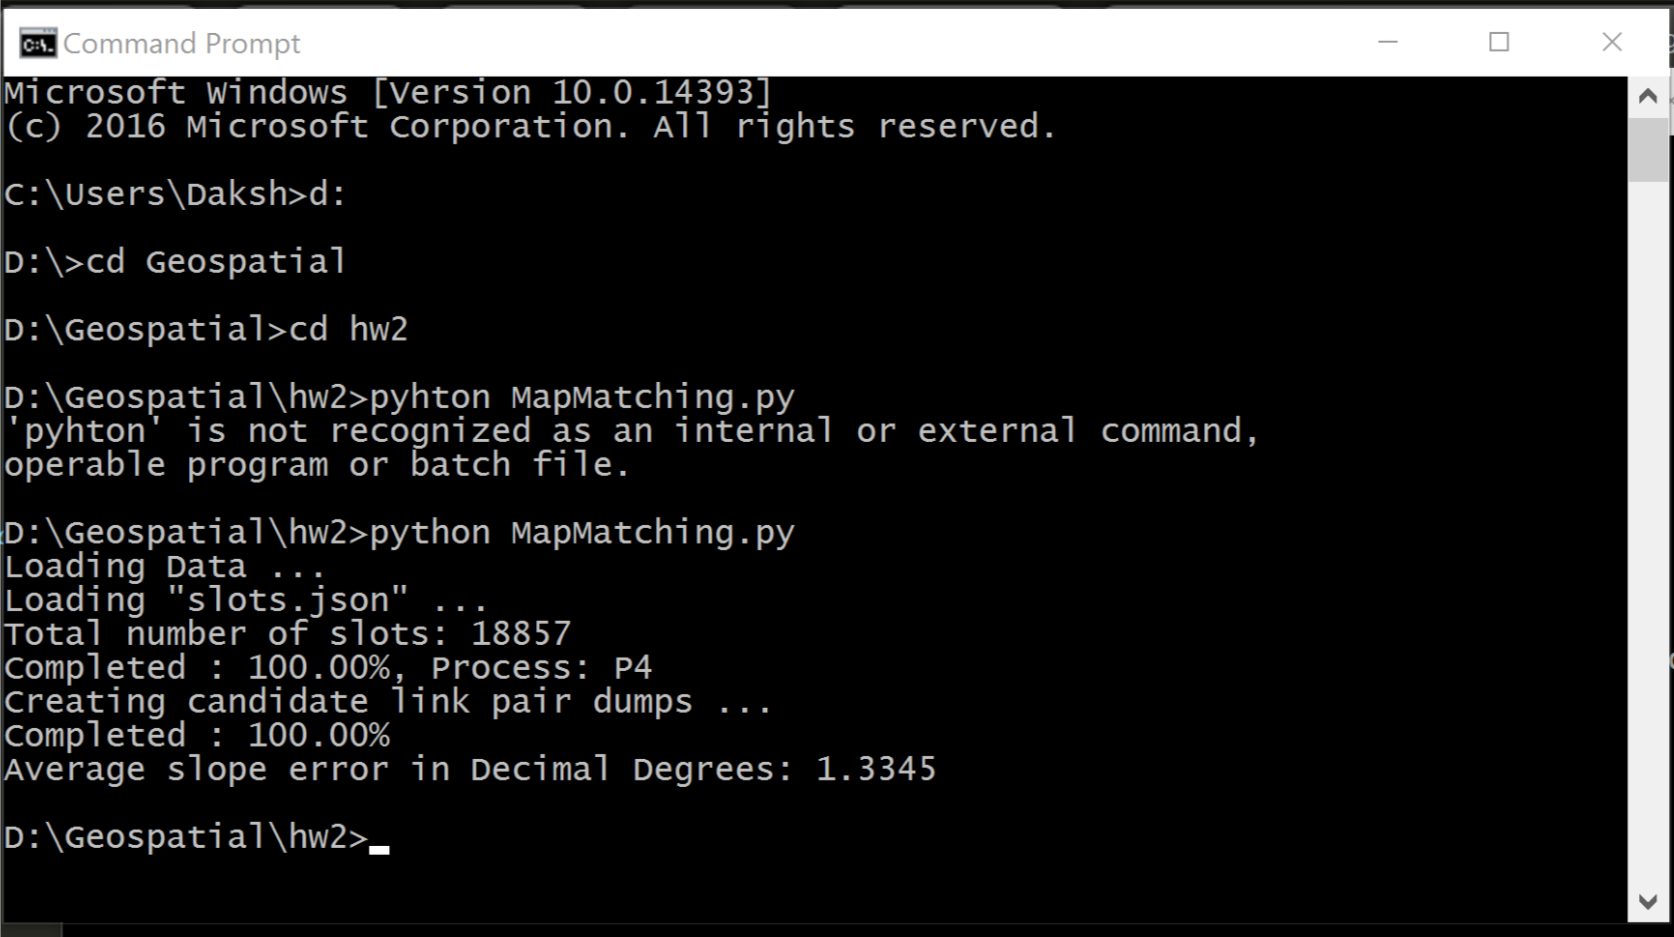 Command Prompt
Microsoft Windows [Version 10.0.14393]
(c) 2016 Microsoft Corporation. All rights reserved.
C:\Users\Daksh>d:
D:\>cd Geospatial
D:\Geospatial>cd hw2
D:\Geospatial\hw2>pyhton MapMatching.py
'pyhton' is not recognized as an internal or external command,
operable program or batch file.
D:\Geospatial\hw2>python MapMatching.py
Loading Data ...
Loading "slots.json" ...
Total number of slots: 18857
Completed : 100.00%, Process: P4
Creating candidate link pair dumps ...
Completed : 100.00%
Average slope error in Decimal Degrees: 1.3345
D:\Geospatial\hw2>